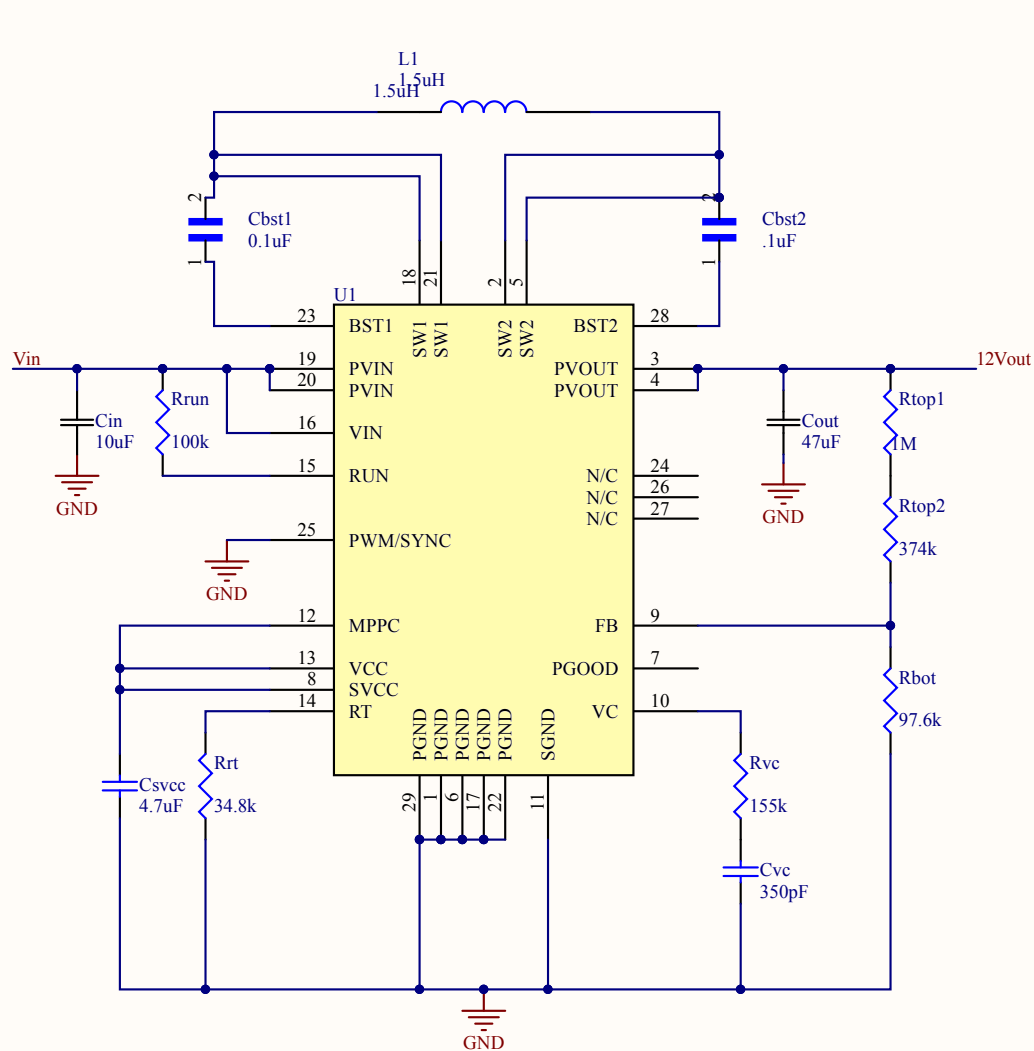 L1
1.5uH
1.5uH
2
Cbst1
0.1uF
1
2
Cbst2
.1uF
1
18
21
2
5
U1
23
BST1
SW1
SW1
SW2
SW2
BST2
28
Vin
19
PVIN
20
PVIN
PVOUT
3
PVOUT
4
12Vout
Cin
10uF
Rrun
100k
16
VIN
15
RUN
GND
N/C
24
N/C
26
N/C
27
Cout
47uF
GND
Rtop1
1M
Rtop2
374k
25
PWM/SYNC
GND
12
MPPC
FB
9
13
VCC
8
SVCC
14
RT
PGOOD
7
VC
10
Rbot
97.6k
PGND
PGND
PGND
PGND
PGND
SGND
Csvcc
4.7uF
Rrt
34.8k
29
1
6
17
22
11
Rvc
155k
Cvc
350pF
GND